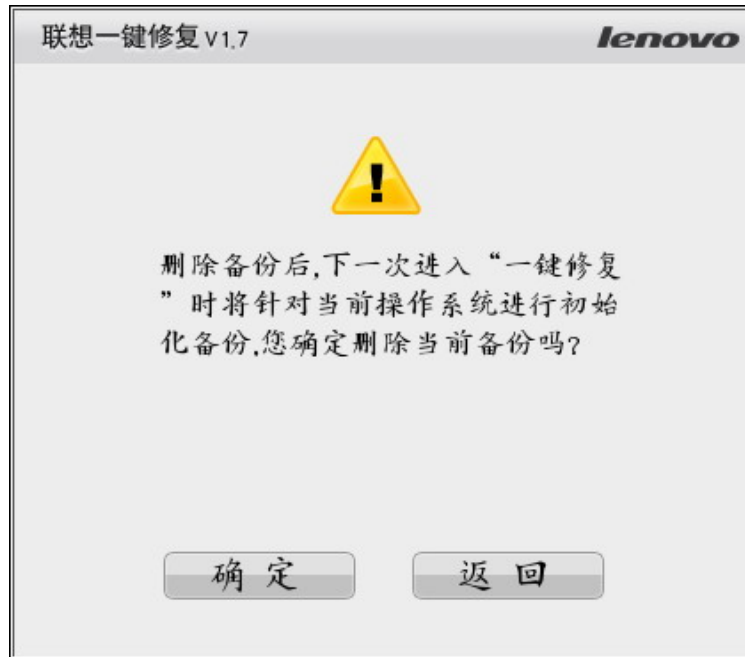 联想一键修复 V1.7
lenovo
删除备份后,下一次进入“一键修复
”时将针对当前操作系统进行初始
化备份,您确定删除当前备份吗?
确 定
返 回